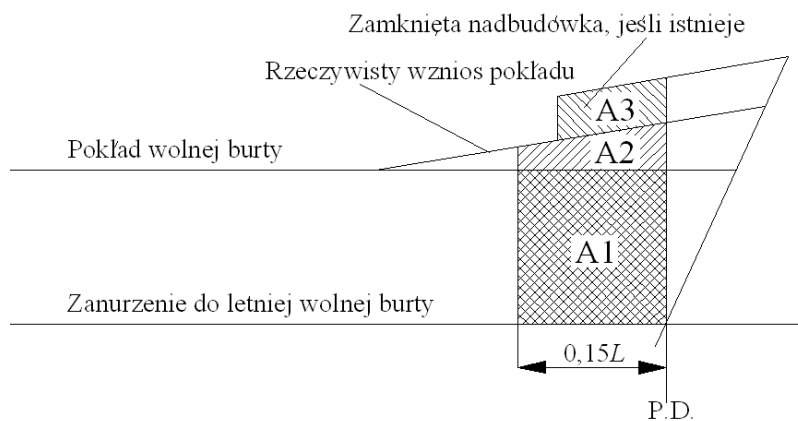 Zamknięta nadbudówka, jeśli istnieje
Rzeczywisty wznios pokładu
A3
Pokład wolnej burty
A2
A1
Zanurzenie do letniej wolnej burty
0,15L
P.D.